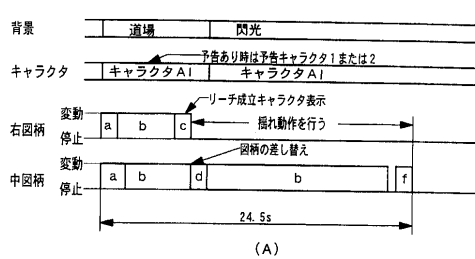 背景 道場 閃光
予告あり時は予告キャラクタ1または2
キャラクタ キャラクタA1 キャラクタA1
リーチ成立キャラクタ表示
変動
右図柄 a b c 揺れ動作を行う
停止
図柄の差し替え
変動
中図柄 a b d b f
停止
24.5s
(A)